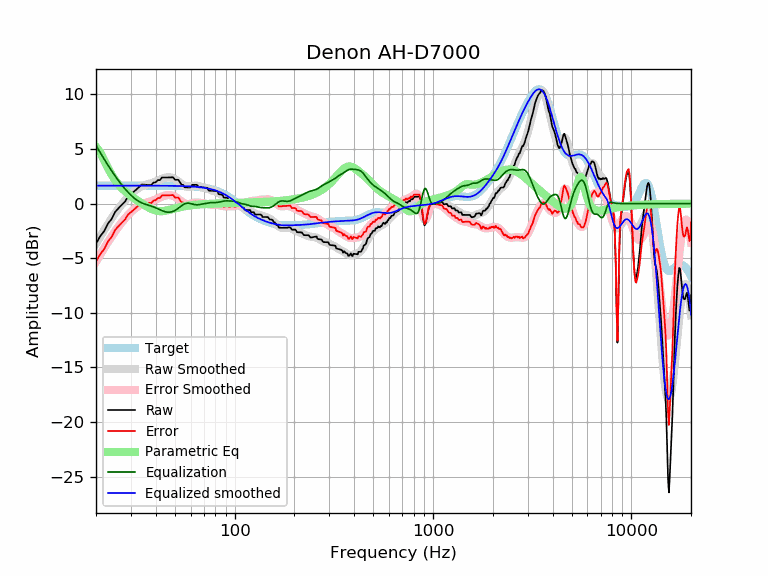 Denon AH-D7000
Amplitude (dBr)
10
5
0
−5
−10
−15
−20
−25
Target
Raw Smoothed
Error Smoothed
Raw
Error
Parametric Eq
Equalization
Equalized smoothed
100
1000
10000
Frequency (Hz)